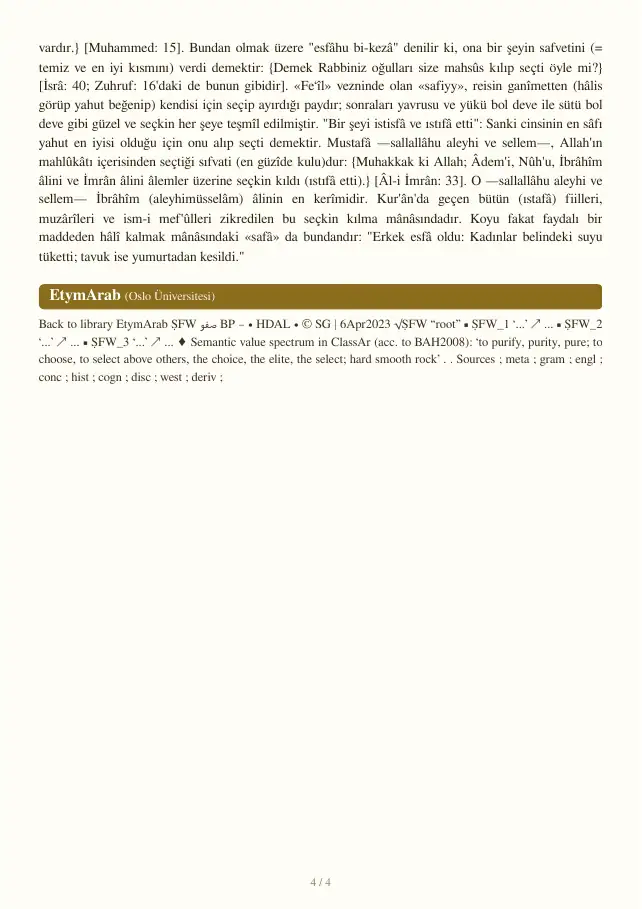 vardır.} [Muhammed: 15]. Bundan olmak üzere "esfâhu bi-kezâ" denilir ki, ona bir şeyin safvetini (=
temiz ve en iyi kısmını) verdi demektir: {Demek Rabbiniz oğulları size mahsûs kılıp seçti öyle mi?}
[İsrâ: 40; Zuhruf: 16'daki de bunun gibidir]. «Fe'îl» vezninde olan «safiyy», reisin ganîmetten (hâlis
görüp yahut beğenip) kendisi için seçip ayırdığı paydır; sonraları yavrusu ve yükü bol deve ile sütü bol
deve gibi güzel ve seçkin her şeye teşmîl edilmiştir. "Bir şeyi istisfâ ve ıstıfâ etti": Sanki cinsinin en sâfı
yahut en iyisi olduğu için onu alıp seçti demektir. Mustafâ —sallallâhu aleyhi ve sellem—, Allah'ın
mahlûkâtı içerisinden seçtiği sıfvati (en güzîde kulu)dur: {Muhakkak ki Allah; Âdem'i, Nûh'u, İbrâhîm
âlini ve İmrân âlini âlemler üzerine seçkin kıldı (ıstıfâ etti).} [Âl-i İmrân: 33]. O —sallallâhu aleyhi ve
sellem— İbrâhîm (aleyhimüsselâm) âlinin en kerîmidir. Kur'ân'da geçen bütün (ıstafâ) fiilleri,
muzârîleri ve ism-i mef'ûlleri zikredilen bu seçkin kılma mânâsındadır. Koyu fakat faydalı bir
maddeden hâlî kalmak mânâsındaki «safâ» da bundandır: "Erkek esfâ oldu: Kadınlar belindeki suyu
tüketti; tavuk ise yumurtadan kesildi."
EtymArab (Oslo Üniversitesi)
Back to library EtymArab ṢFW صفو BP – • HDAL • © SG | 6Apr2023 √ṢFW “root” ▪ ṢFW_1 ‘...’ ↗ ... ▪ ṢFW_2
‘...’ ↗ ... ▪ ṢFW_3 ‘...’ ↗ ... ♦ Semantic value spectrum in ClassAr (acc. to BAH2008): ‘to purify, purity, pure; to
choose, to select above others, the choice, the elite, the select; hard smooth rock’ . . Sources ; meta ; gram ; engl ;
conc ; hist ; cogn ; disc ; west ; deriv ;
4 / 4